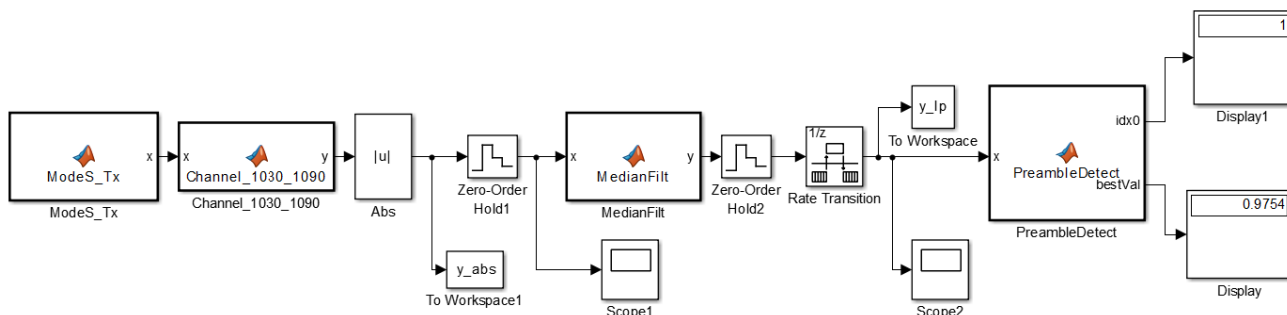 x
ModeS_Tx
ModeS_Tx
x
y
Channel_1030_1090
Channel_1030_1090
|u|
Abs
y_abs
To Workspace1
Zero-Order
Hold1
Scope1
x
y
MedianFilt
MedianFilt
Zero-Order
Hold2
1/z
Rate Transition
y_lp
To Workspace
Scope2
x
idx0
PreambleDetect
bestVal
PreambleDetect
1
Display1
0.9754
Display